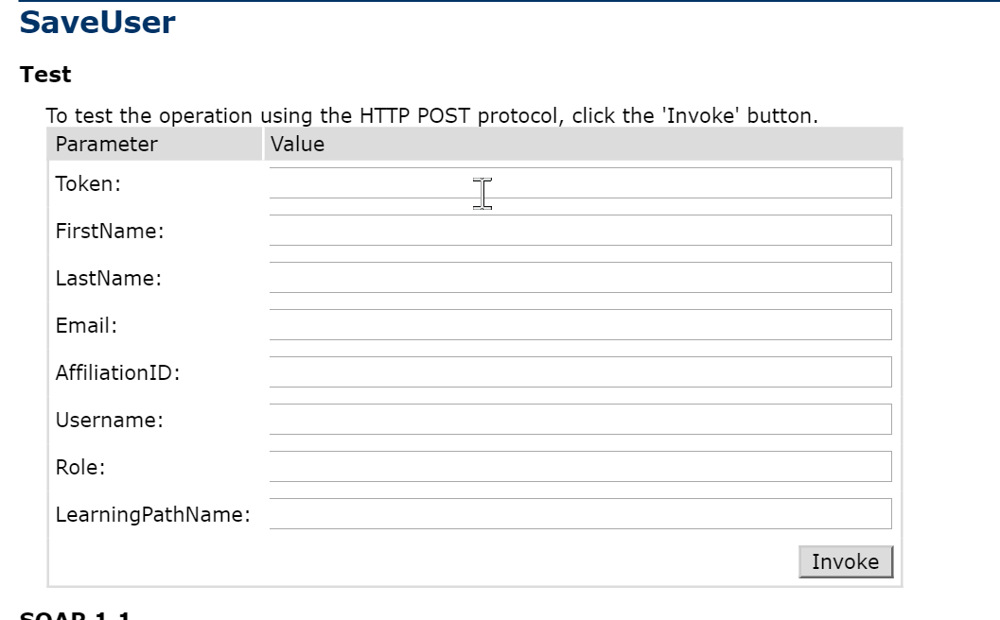 SaveUser
Test
To test the operation using the HTTP POST protocol, click the 'Invoke' button.
Parameter Value
Token:
FirstName:
LastName:
Email:
AffiliationID:
Username:
Role:
LearningPathName:
Invoke
SOAP 1.1